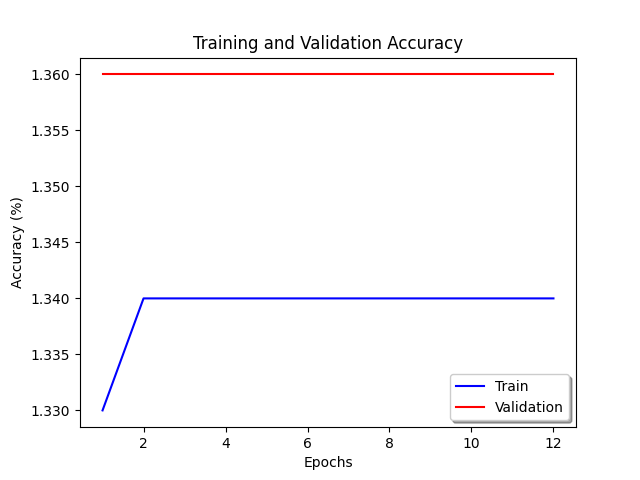 Training and Validation Accuracy
1.360
1.355
1.350
1.345
1.340
1.335
1.330
Accuracy (%)
Train
Validation
2 4 6 8 10 12
Epochs